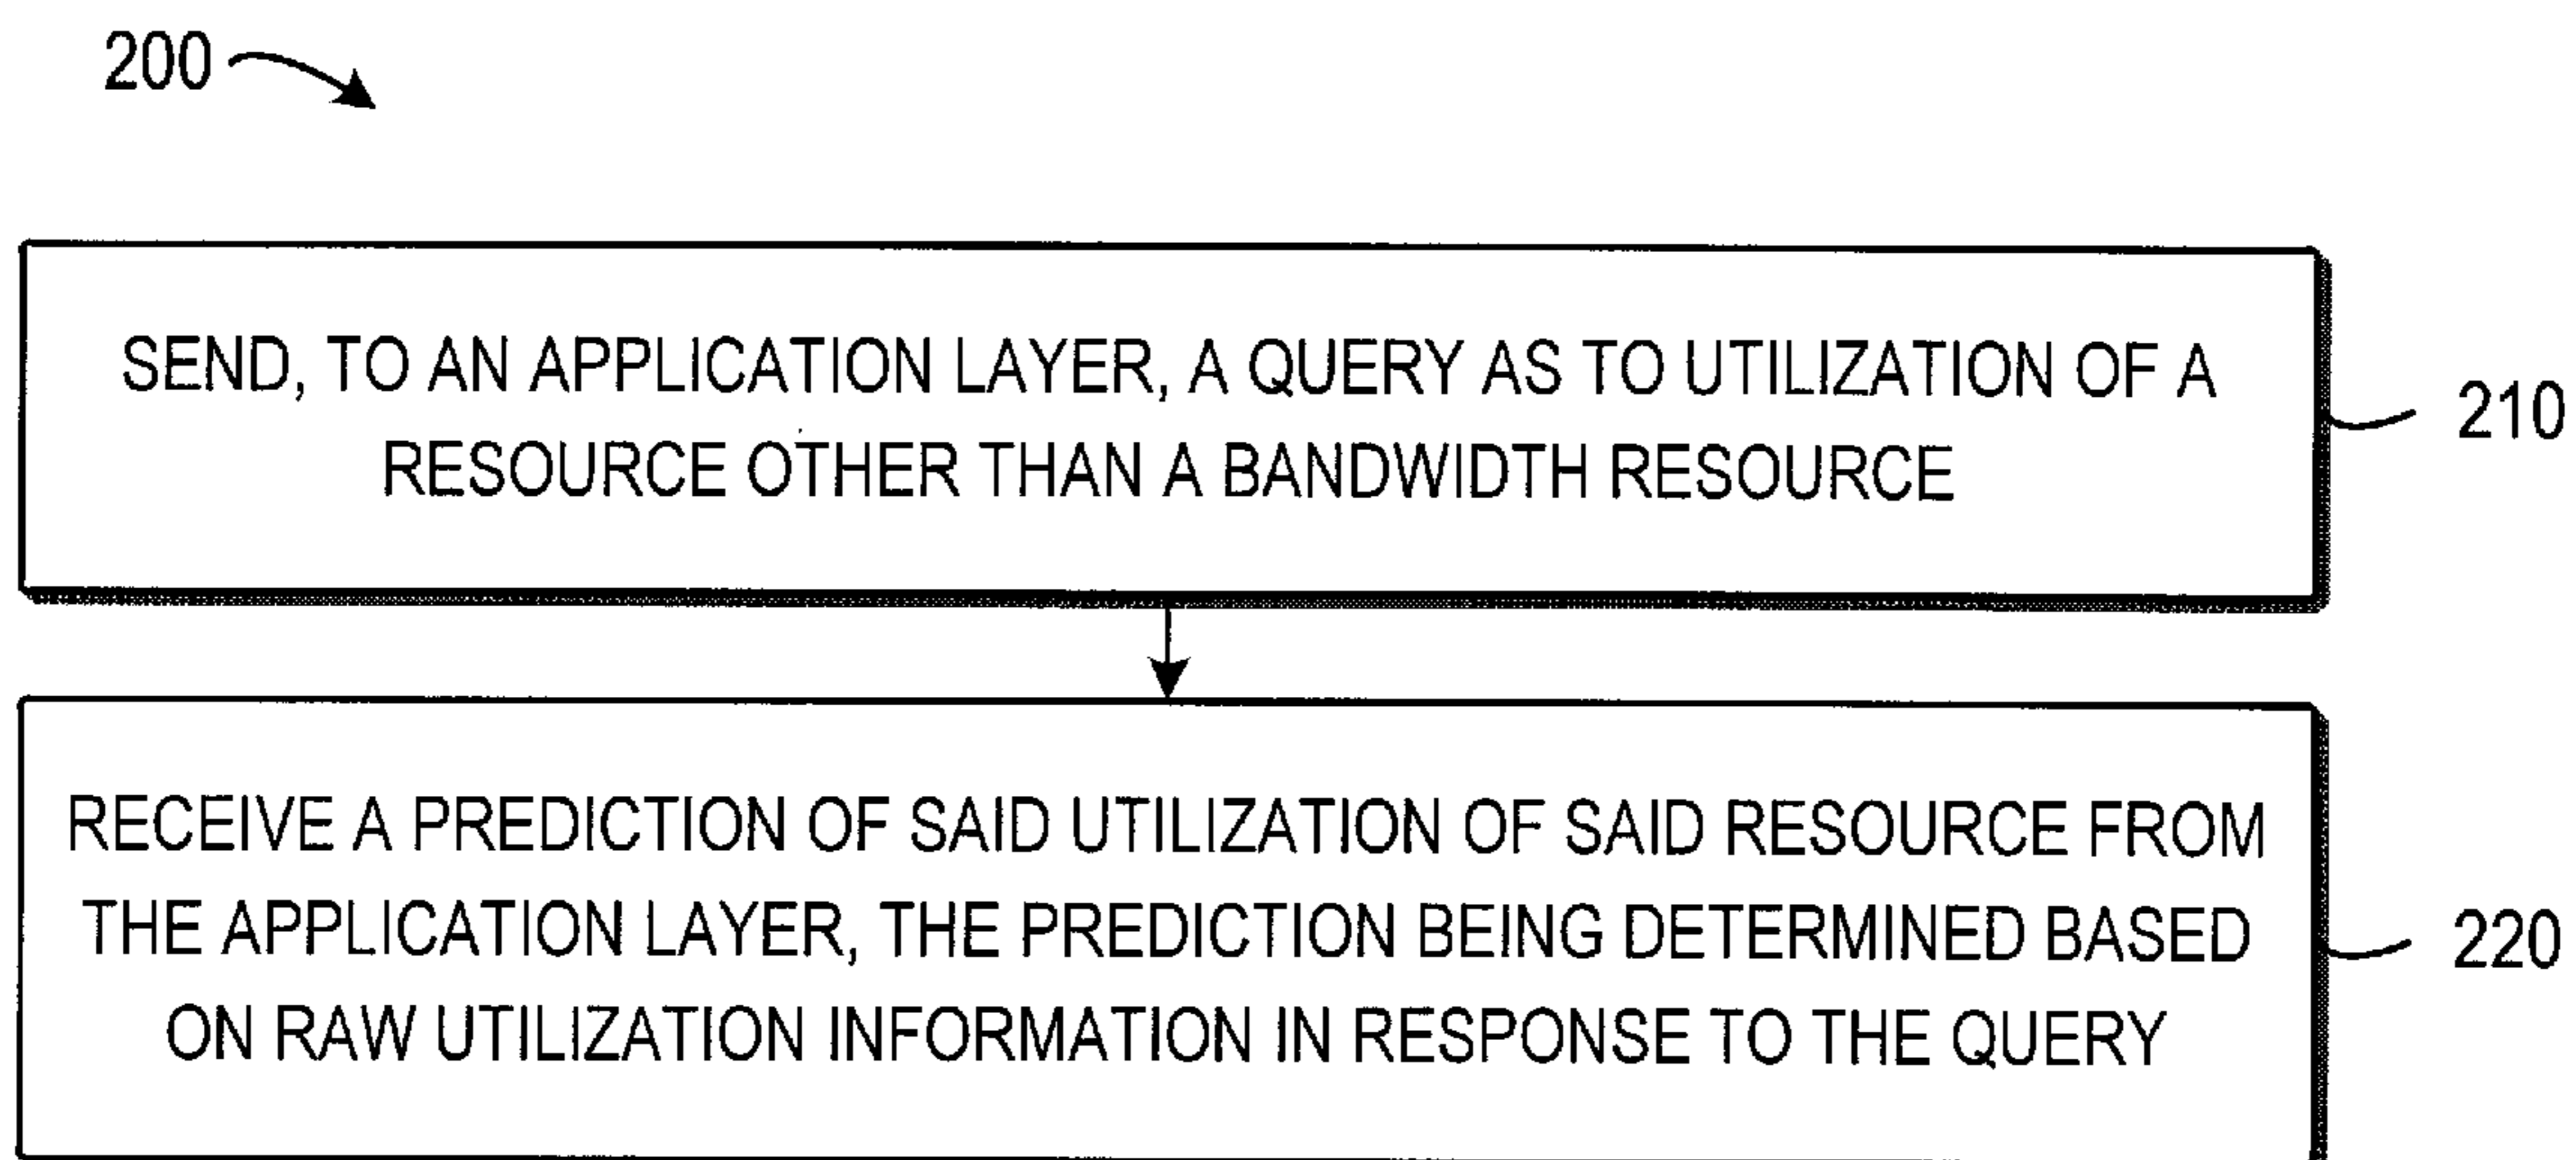 200
SEND, TO AN APPLICATION LAYER, A QUERY AS TO UTILIZATION OF A
RESOURCE OTHER THAN A BANDWIDTH RESOURCE
210
RECEIVE A PREDICTION OF SAID UTILIZATION OF SAID RESOURCE FROM
THE APPLICATION LAYER, THE PREDICTION BEING DETERMINED BASED
ON RAW UTILIZATION INFORMATION IN RESPONSE TO THE QUERY
220